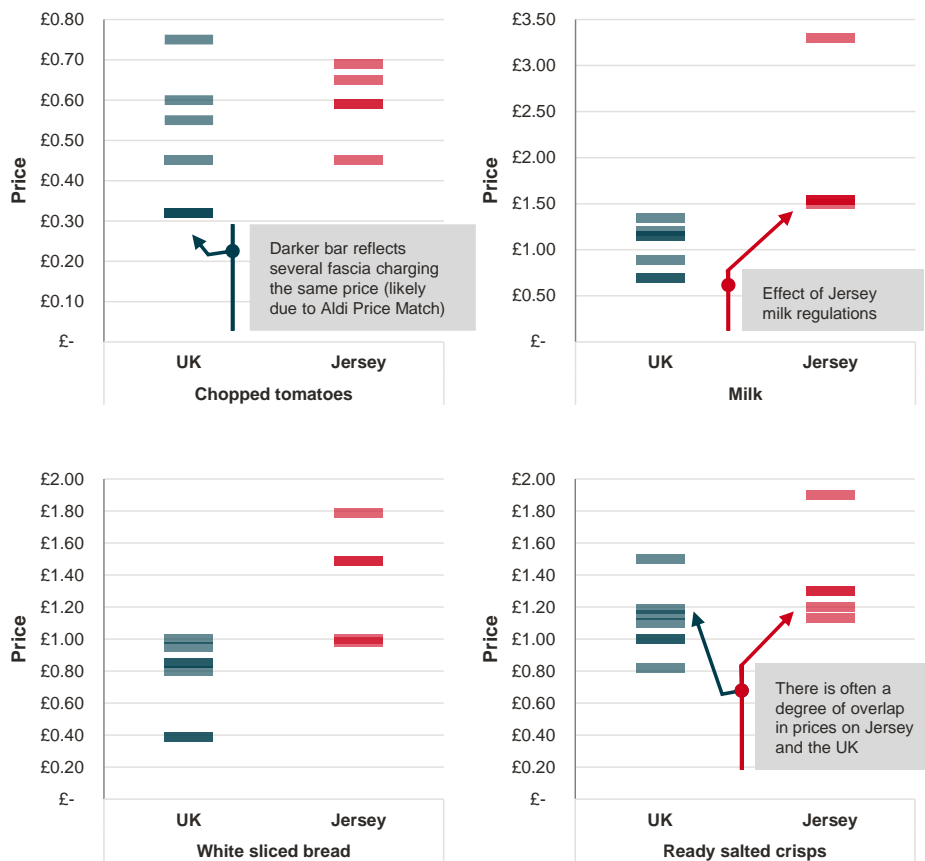 £0.80
£0.70
£0.60
£0.50
£0.40
£0.30
£0.20
£0.10
£-
Price
Darker bar reflects
several fascia charging
the same price (likely
due to Aldi Price Match)
UK
Jersey
Chopped tomatoes
£3.50
£3.00
£2.50
£2.00
£1.50
£1.00
£0.50
£-
Price
Effect of Jersey
milk regulations
UK
Jersey
Milk
£2.00
£1.80
£1.60
£1.40
£1.20
£1.00
£0.80
£0.60
£0.40
£0.20
£-
Price
UK
Jersey
White sliced bread
£2.00
£1.80
£1.60
£1.40
£1.20
£1.00
£0.80
£0.60
£0.40
£0.20
£-
Price
There is often a
degree of overlap
in prices on Jersey
and the UK
UK
Jersey
Ready salted crisps